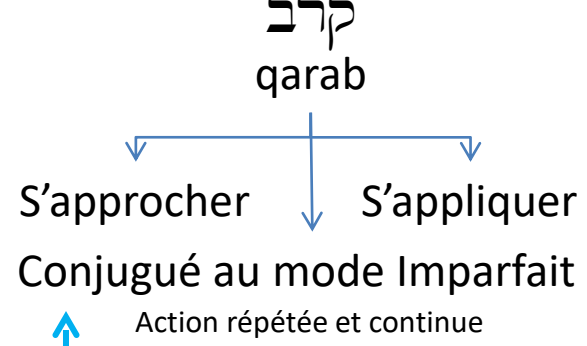 קרב
qarab
S’approcher S’appliquer
Conjugué au mode Imparfait
Action répétée et continue